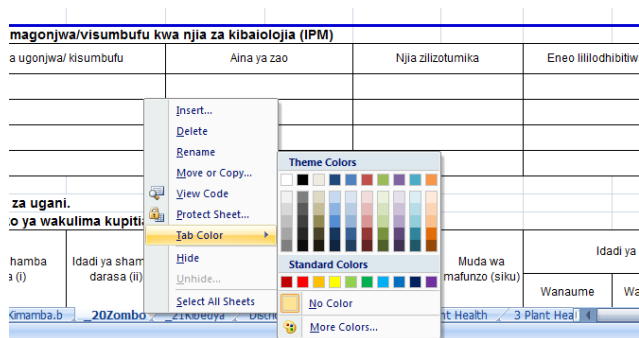 magonjwa/visumbufu kwa njia za kibaiolojia (IPM)
a ugonjwa/ kisumbufu Aina ya zao Njia zilizotumika Eneo lililodhibitiw
Insert...
Delete
Rename
Move or Copy...
View Code
Protect Sheet...
Tab Color
Hide
Unhide...
Select All Sheets
Theme Colors
Standard Colors
No Color
More Colors...
za ugani.
o ya wakulima kupiti
hamba
a (i)
Idadi ya sham
darasa (ii)
Muda wa
mafunzo (siku)
Idadi ya
Wanaume Wa
Kimamba.b _20Zombo _21Kibedya Distri nt Health 3 Plant Heal